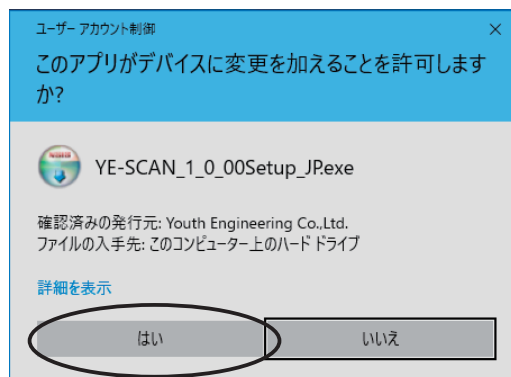 ユーザー アカウント制御
×
このアプリがデバイスに変更を加えることを許可します
か?
YE-SCAN_1_0_00Setup_JP.exe
確認済みの発行元: Youth Engineering Co.,Ltd.
ファイルの入手先: このコンピューター上のハード ドライブ
詳細を表示
はい
いいえ